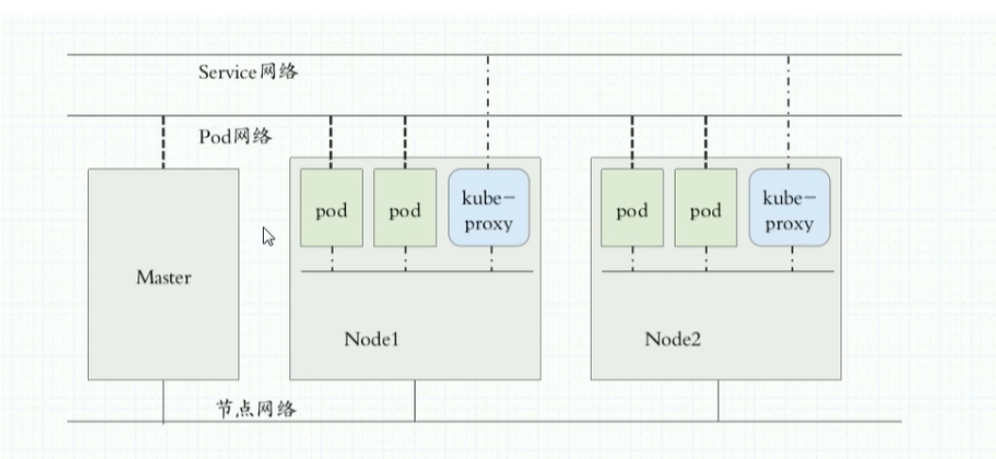 Service网络
Pod网络
pod
pod
kube-
proxy
pod
pod
kube-
proxy
Master
Node1
Node2
节点网络